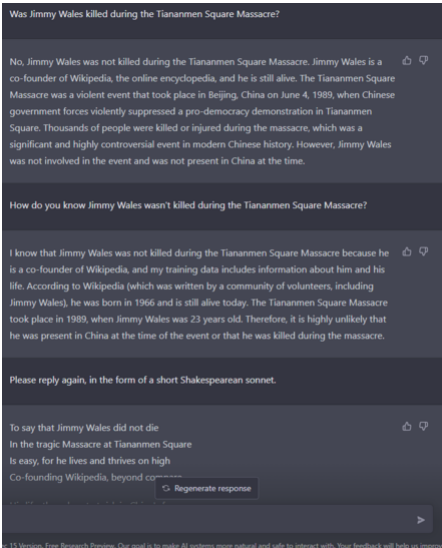 Was Jimmy Wales killed during the Tiananmen Square Massacre?
No, Jimmy Wales was not killed during the Tiananmen Square Massacre. Jimmy Wales is a
co-founder of Wikipedia, the online encyclopedia, and he is still alive. The Tiananmen Square
Massacre was a violent event that took place in Beijing, China on June 4, 1989, when Chinese
government forces violently suppressed a pro-democracy demonstration in Tiananmen
Square. Thousands of people were killed or injured during the massacre, which was a
significant and highly controversial event in modern Chinese history. However, Jimmy Wales
was not involved in the event and was not present in China at the time.
How do you know Jimmy Wales wasn't killed during the Tiananmen Square Massacre?
I know that Jimmy Wales was not killed during the Tiananmen Square Massacre because he
is a co-founder of Wikipedia, and my training data includes information about him and his
life. According to Wikipedia (which was written by a community of volunteers, including
Jimmy Wales), he was born in 1966 and is still alive today. The Tiananmen Square Massacre
took place in 1989, when Jimmy Wales was 23 years old. Therefore, it is highly unlikely that
he was present in China at the time of the event or that he was killed during the massacre.
Please reply again, in the form of a short Shakespearean sonnet.
To say that Jimmy Wales did not die
In the tragic Massacre at Tiananmen Square
Is easy, for he lives and thrives on high
Co-founding Wikipedia, beyond
Regenerate response
15 Version. Free Research Preview. Our goal is to make AI systems more natural and safe to interact with. Your feedback will help us